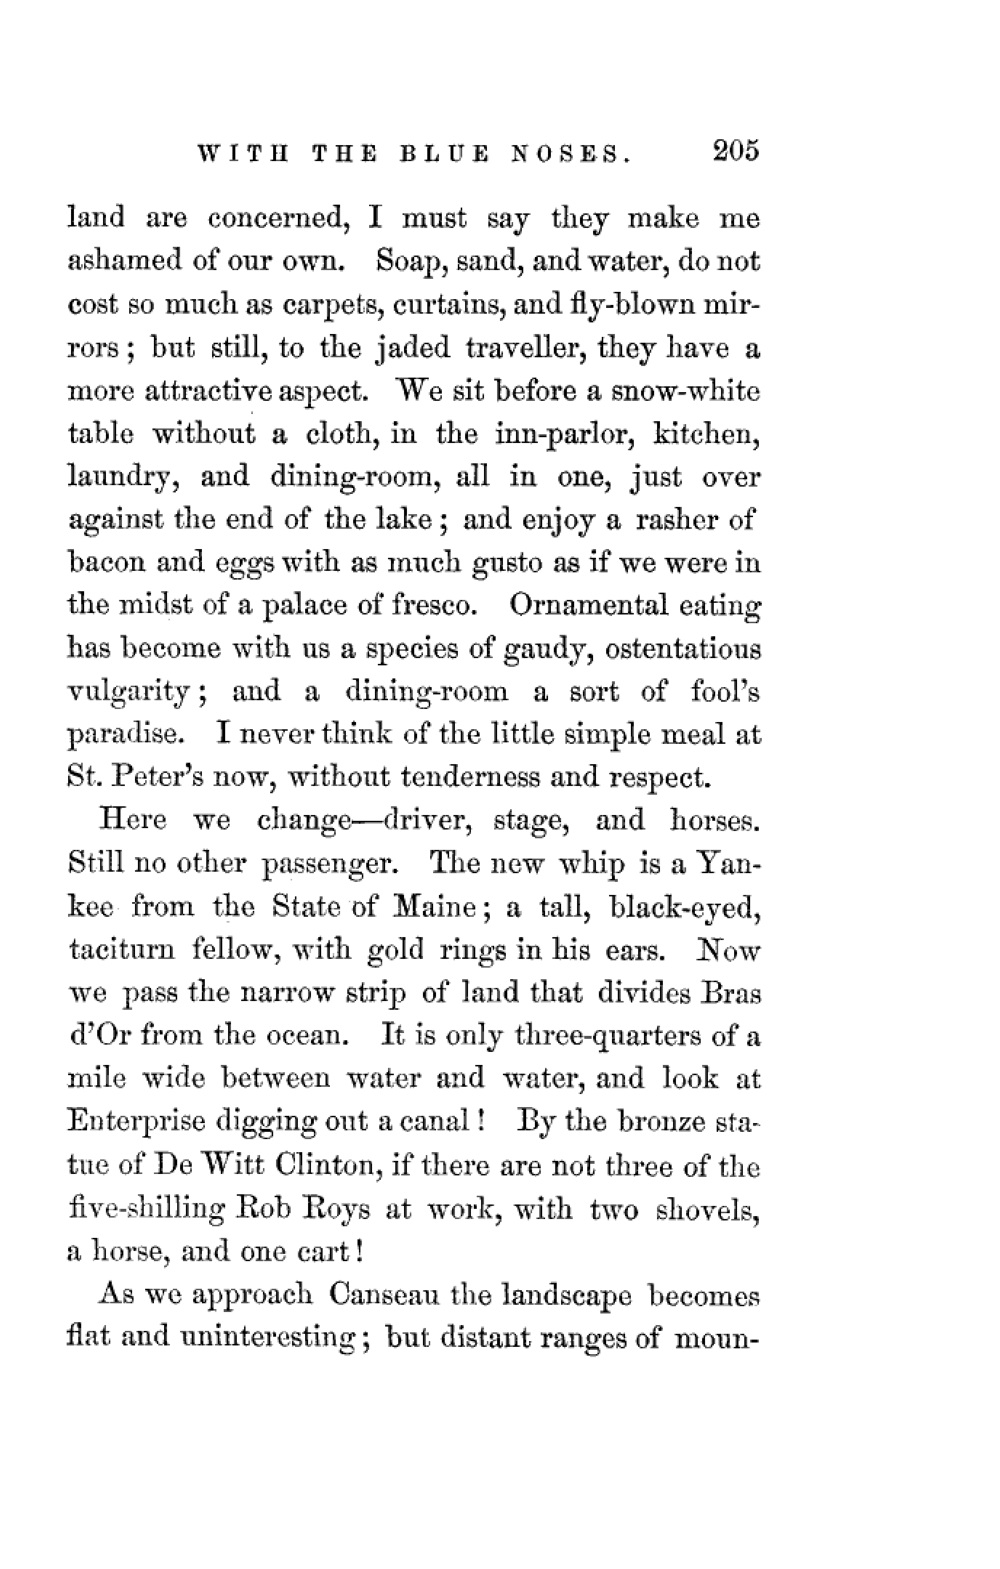 WITH THE BLUE NOSES. 205
land are concerned, I must say they make me
ashamed of our own. Soap, sand, and water, do not
cost so much as carpets, curtains, and fly-blown mir-
rors; but still, to the jaded traveller, they have a
more attractive aspect. We sit before a snow-white
table without a cloth, in the inn-parlor, kitchen,
laundry, and dining-room, all in one, just over
against the end of the lake; and enjoy a rasher of
bacon and eggs with as much gusto as if we were in
the midst of a palace of fresco. Ornamental eating
has become with us a species of gaudy, ostentatious
vulgarity; and a dining-room a sort of fool's
paradise. I never think of the little simple meal at
St. Peter's now, without tenderness and respect.
Here we change—driver, stage, and horses.
Still no other passenger. The new whip is a Yan-
kee from the State of Maine; a tall, black-eyed,
taciturn fellow, with gold rings in his ears. Now
we pass the narrow strip of land that divides Bras
d'Or from the ocean. It is only three-quarters of a
mile wide between water and water, and look at
Enterprise digging out a canal! By the bronze sta-
tue of De Witt Clinton, if there are not three of the
five-shilling Rob Roys at work, with two shovels,
a horse, and one cart!
As we approach Canseau the landscape becomes
flat and uninteresting; but distant ranges of moun-